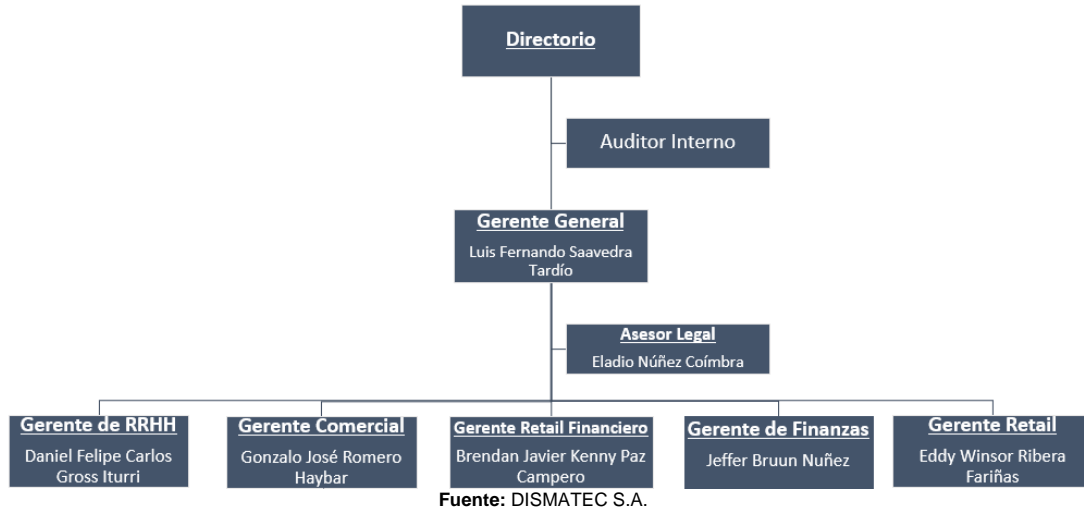 Directorio
Auditor Interno
Gerente General
Luis Fernando Saavedra
Tardío
Asesor Legal
Eladio Núñez Coímbra
Gerente de RRHH
Daniel Felipe Carlos
Gross Iturri
Gerente Comercial
Gonzalo José Romero
Haybar
Gerente Retail Financiero
Brendan Javier Kenny Paz
Campero
Gerente de Finanzas
Jeffer Bruun Nuñez
Gerente Retail
Eddy Winsor Ribera
Fariñas
Fuente: DISMATEC S.A.